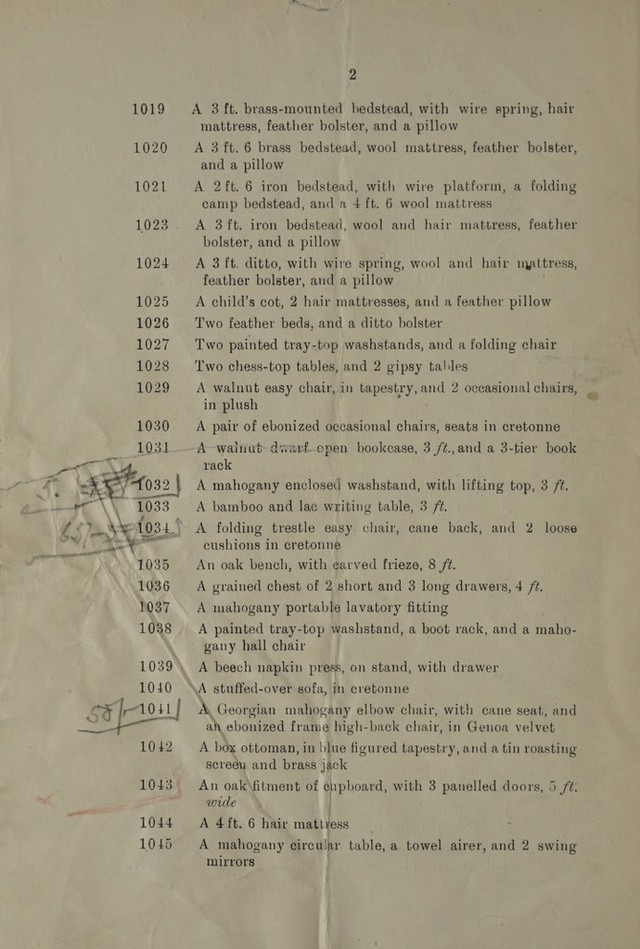 2
1019 A 3 ft. brass-mounted bedstead, with wire spring, hair
mattress, feather bolster, and a pillow
1020 A 3 ft. 6 brass bedstead, wool mattress, feather bolster,
and a pillow
1021 A 2 ft. 6 iron bedstead, with wire platform, a folding
camp bedstead, and a 4 ft. 6 wool mattress
1023 A 3 ft. iron bedstead, wool and hair mattress, feather
bolster, and a pillow
1024 A 3 ft. ditto, with wire spring, wool and hair mattress,
feather bolster, and a pillow
1025 A child's cot, 2 hair mattresses, and a feather pillow
1026 Two feather beds, and a ditto bolster
1027 Two painted tray-top washstands, and a folding chair
1028 Two chess-top tables, and 2 gipsy tables
1029 A walnut easy chair, in tapestry, and 2 occasional chairs,
in plush
1030 A pair of ebonized occasional chairs, seats in cretonne
1031 A walnut dwarf open bookcase, 3 ft., and a 3-tier book
rack
1032 A mahogany enclosed washstand, with lifting top, 3 ft.
1033 A bamboo and lac writing table, 3 ft.
1034 A folding trestle easy chair, cane back, and 2 loose
cushions in cretonne
1035 An oak bench, with carved frieze, 8 ft.
1036 A grained chest of 2 short and 3 long drawers, 4 ft.
1037 A mahogany portable lavatory fitting
1038 A painted tray-top washstand, a boot rack, and a maho-
gany hall chair
1039 A beech napkin press, on stand, with drawer
1040 A stuffed-over sofa, in cretonne
1041 A Georgian mahogany elbow chair, with cane seat, and
an ebonized frame high-back chair, in Genoa velvet
1042 A box ottoman, in blue figured tapestry, and a tin roasting
screen and brass jack
1043 An oak fitment of cupboard, with 3 panelled doors, 5 ft.
wide
1044 A 4 ft. 6 hair mattress
1045 A mahogany circular table, a towel airer, and 2 swing
mirrors